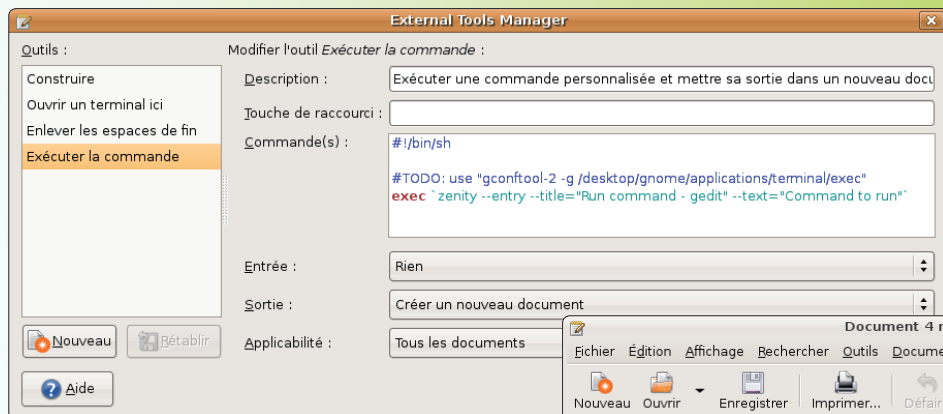 External Tools Manager
Outils :
Modifier l'outil Exécuter la commande :
Construire
Ouvrir un terminal ici
Enlever les espaces de fin
Exécuter la commande
Description :
Exécuter une commande personnalisée et mettre sa sortie dans un nouveau
Touche de raccourci :
Commande(s) :
#!/bin/sh
#TODO: use "gconftool-2 -g /desktop/gnome/applications/terminal/exec"
exec `zenity --entry --title="Run command - gedit" --text="Command to run"`
Entrée :
Rien
Sortie :
Créer un nouveau document
Applicabilité :
Tous les documents
Nouveau
Rétablir
Aide
Document 4
Fichier Édition Affichage Rechercher Outils
Nouveau Ouvrir Enregistrer Imprimer...